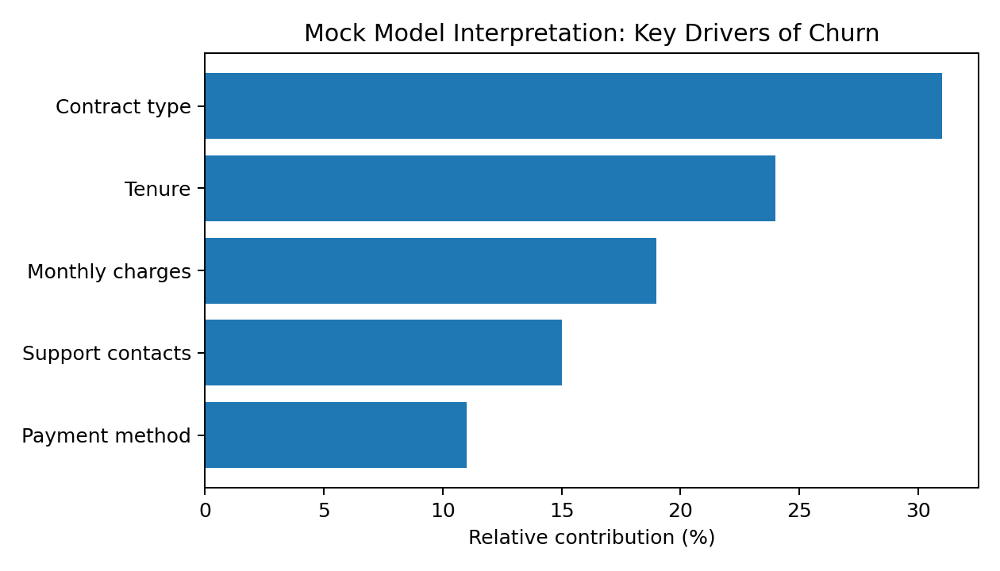 Mock Model Interpretation: Key Drivers of Churn
Contract type
Tenure
Monthly charges
Support contacts
Payment method
0 5 10 15 20 25 30
Relative contribution (%)